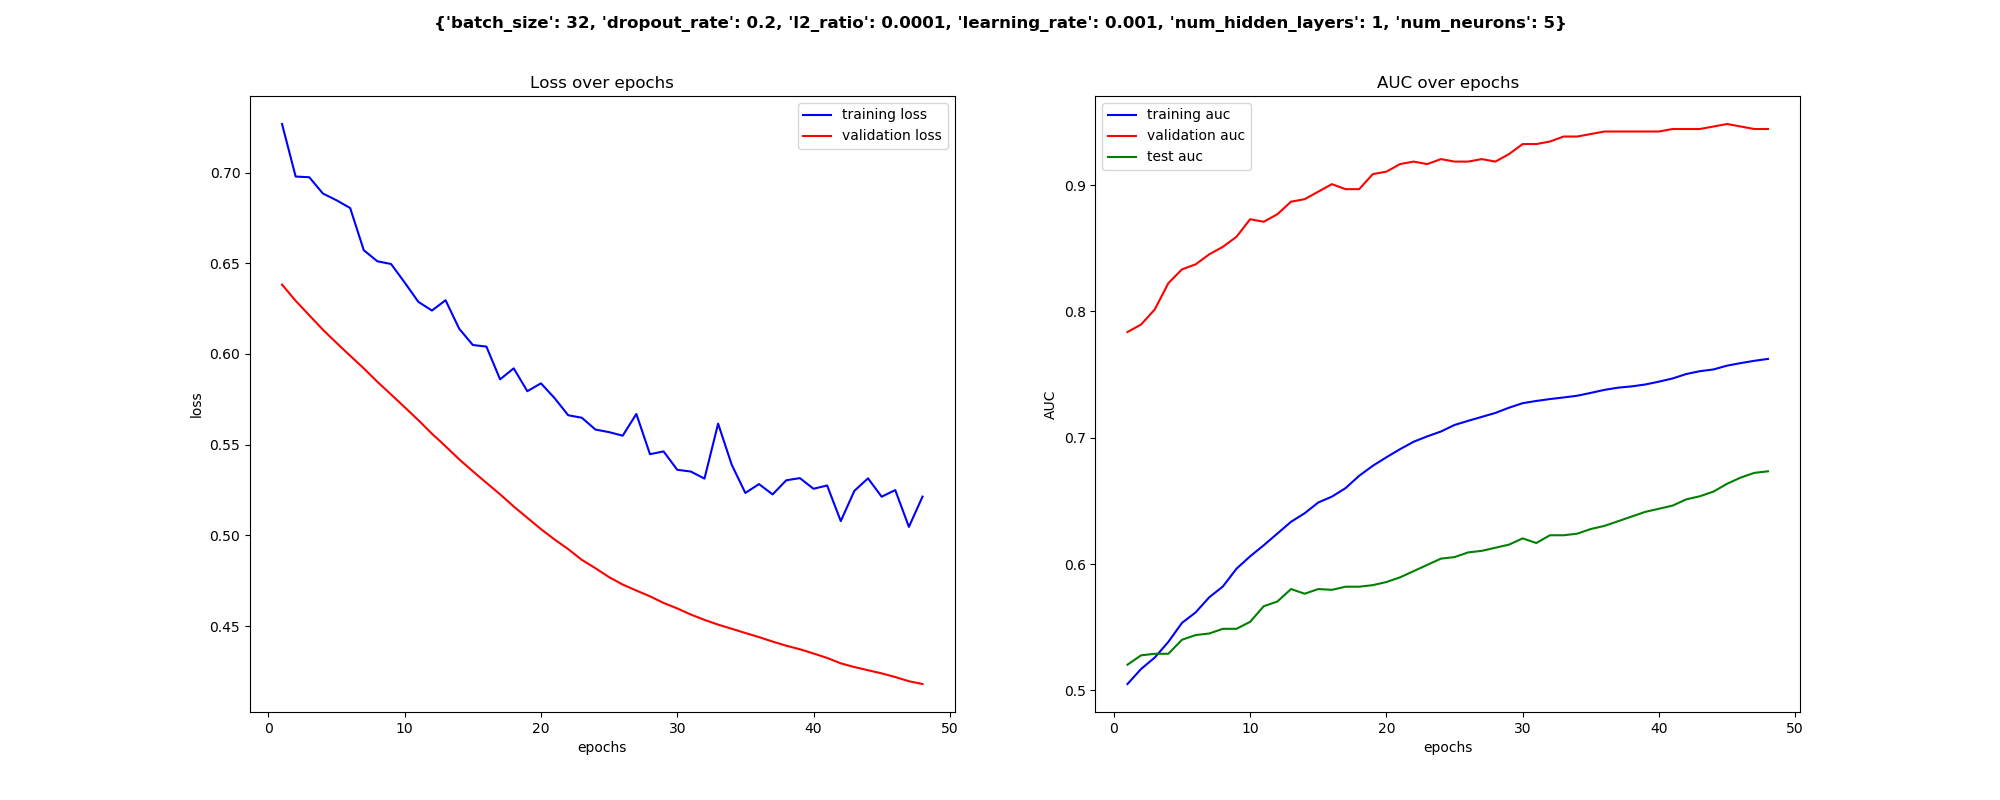 {'batch_size': 32, 'dropout_rate': 0.2, 'l2_ratio': 0.0001, 'learning_rate': 0.001, 'num_hidden_layers': 1, 'num_neurons': 5}
Loss over epochs
training loss
validation loss
0.70
0.65
0.60
0.55
0.50
0.45
loss
0 10 20 30 40 50
epochs
AUC over epochs
training auc
validation auc
test auc
0.9
0.8
0.7
0.6
0.5
AUC
0 10 20 30 40 50
epochs